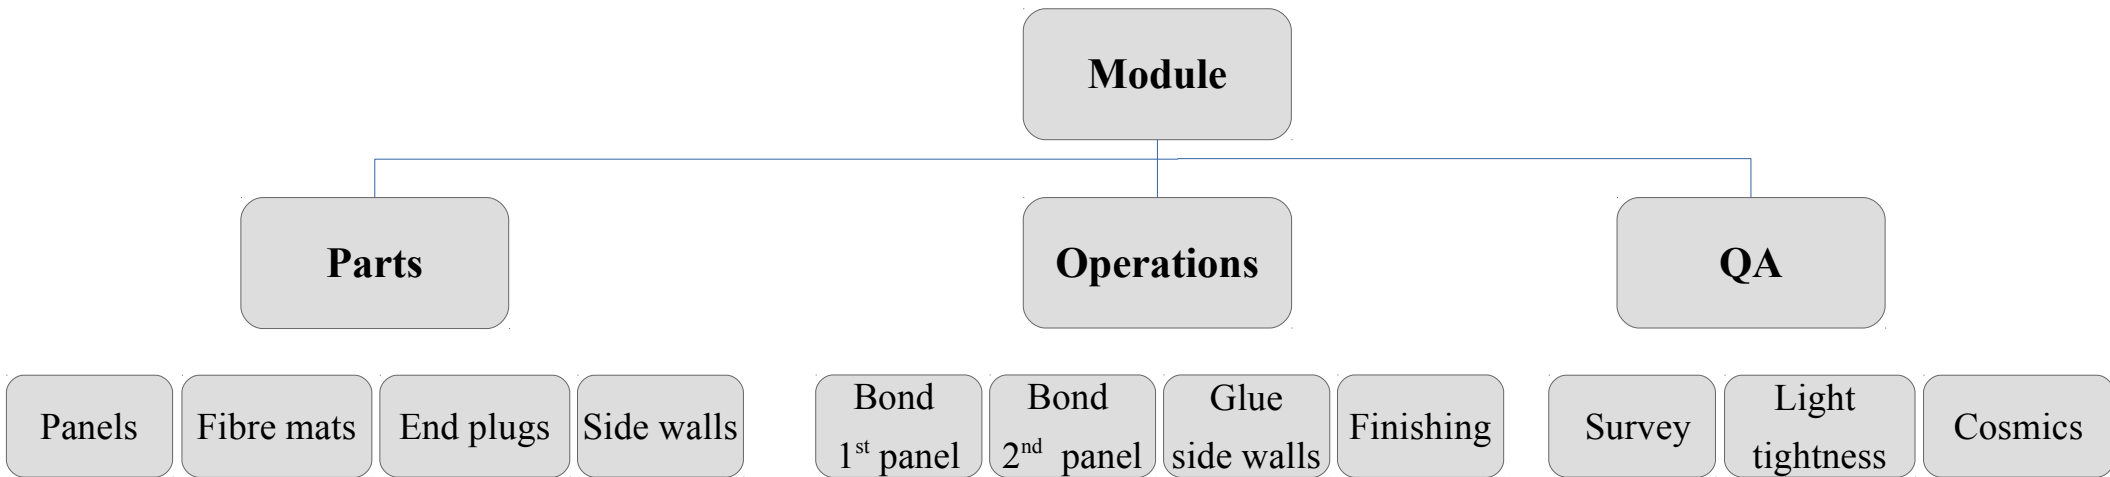 Module
Parts
Operations
QA
Panels
Fibre mats
End plugs
Side walls
Bond
1st panel
Bond
2nd panel
Glue
side walls
Finishing
Survey
Light
tightness
Cosmics